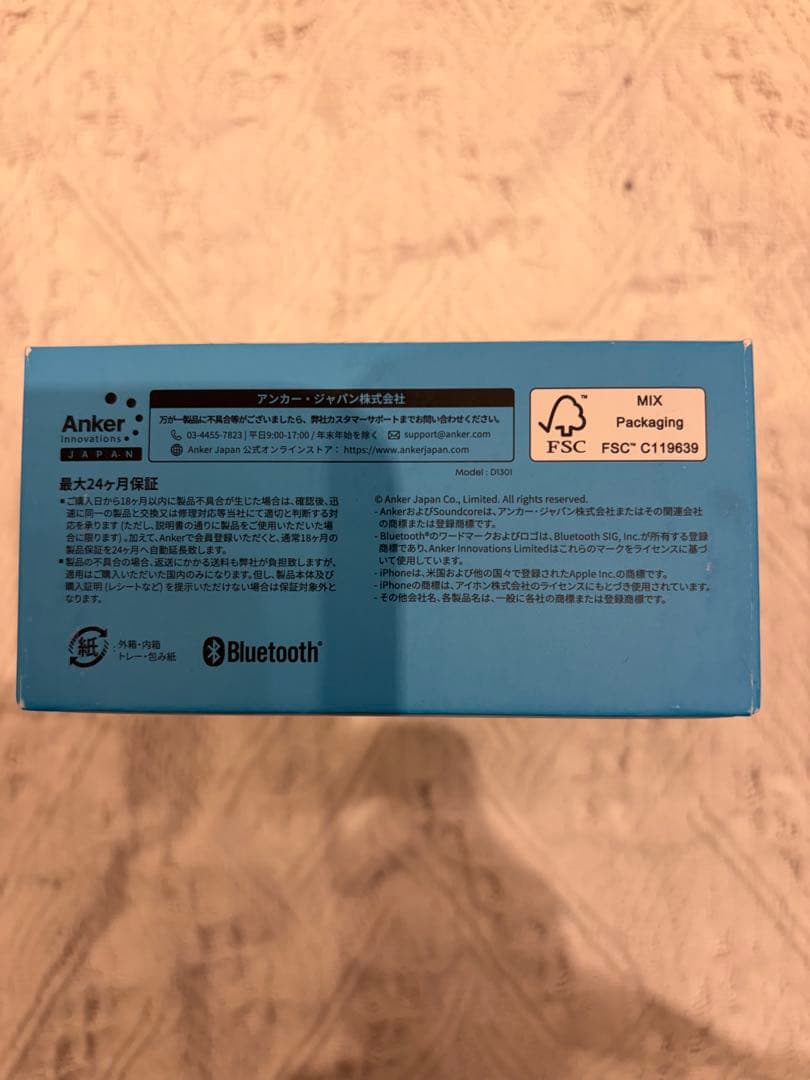 Anker
Innovations
JAPAN
アンカー・ジャパン株式会社
万が一製品に不具合等がございましたら、弊社カスタマーサポートまでお問い合わせください。
03-4455-7823 | 平日9:00-17:00 / 年末年始を除く support@anker.com
Anker Japan 公式オンラインストア： https://www.ankerjapan.com
FSC™
MIX
Packaging
FSC™ C119639
Model : D1301
最大24ヶ月保証
■ご購入日から18ヶ月以内に製品不具合が生じた場合は、確認後、迅
速に同一の製品と交換又は修理対応等当社にて適切と判断する対
応を承ります (ただし、説明書の通りに製品をご使用いただいた場
合に限ります)。加えて、Ankerで会員登録いただくと、通常18ヶ月の
製品保証を24ヶ月へ自動延長致します。
■製品の不具合の場合、返送にかかる送料も弊社が負担致しますが、
適用はご購入いただいた国内のみになります。但し、製品本体及び
購入証明 (レシートなど) を提示いただけない場合は保証対象外と
なります。
© Anker Japan Co., Limited. All rights reserved.
- AnkerおよびSoundcoreは、アンカー・ジャパン株式会社またはその関連会社
の商標または登録商標です。
- Bluetooth®のワードマークおよびロゴは、Bluetooth SIG, Inc.が所有する登録
商標であり、Anker Innovations Limitedはこれらのマークをライセンスに基づ
いて使用しています。
- iPhoneは、米国および他の国々で登録されたApple Inc.の商標です。
- iPhoneの商標は、アイホン株式会社のライセンスにもとづき使用されています。
- その他会社名、各製品名は、一般に各社の商標または登録商標です。
紙
: 外箱・内箱
トレー・包み紙
Bluetooth®